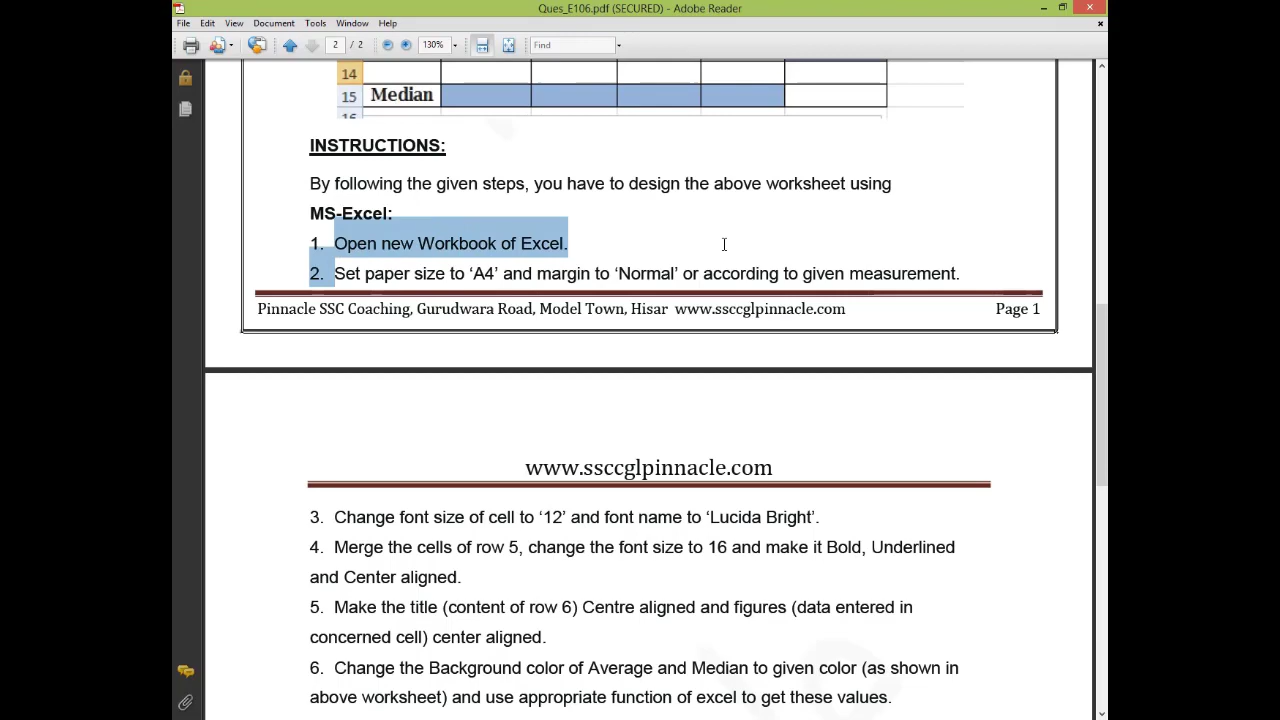 Ques_E106.pdf (SECURED) - Adobe Reader
File Edit View Document Tools Window Help
2 / 2 130% Find
14
15 Median
16
INSTRUCTIONS:
By following the given steps, you have to design the above worksheet using
MS-Excel:
1. Open new Workbook of Excel.
2. Set paper size to ‘A4’ and margin to ‘Normal’ or according to given measurement.
Pinnacle SSC Coaching, Gurudwara Road, Model Town, Hisar www.ssccglpinnacle.com Page 1
www.ssccglpinnacle.com
3. Change font size of cell to ‘12’ and font name to ‘Lucida Bright’.
4. Merge the cells of row 5, change the font size to 16 and make it Bold, Underlined
and Center aligned.
5. Make the title (content of row 6) Centre aligned and figures (data entered in
concerned cell) center aligned.
6. Change the Background color of Average and Median to given color (as shown in
above worksheet) and use appropriate function of excel to get these values.